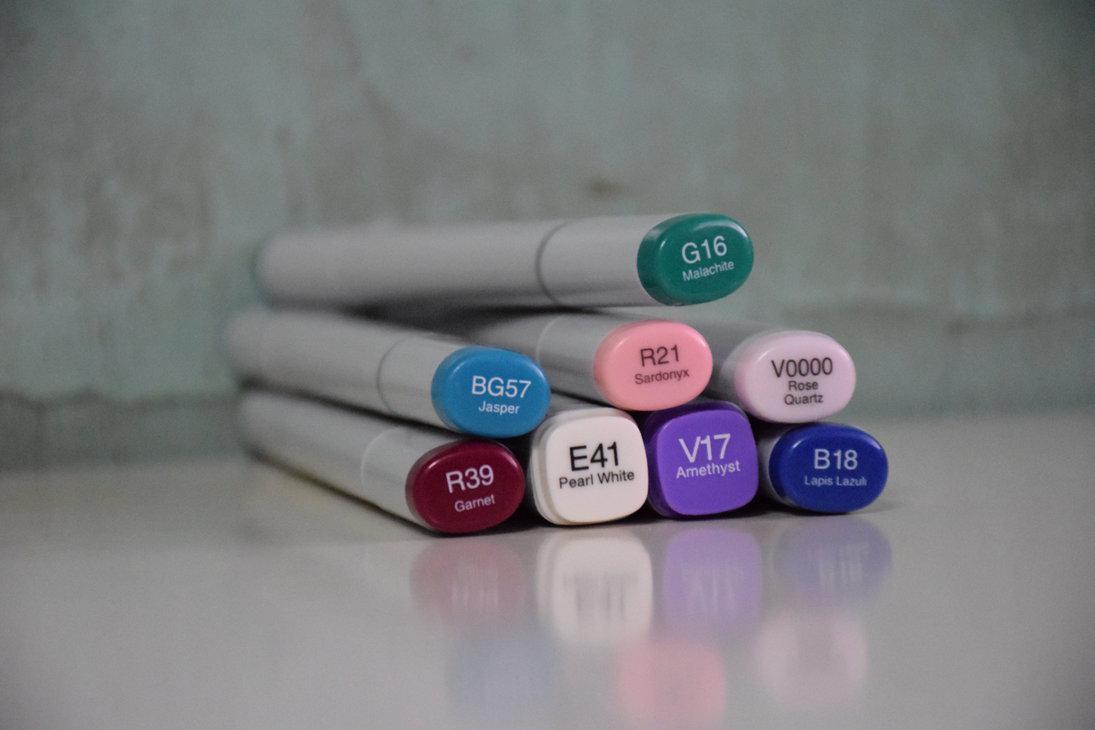 G16
Malachite
BG57
Jasper
R21
Sardonyx
V0000
Rose
Quartz
R39
Garnet
E41
Pearl White
V17
Amethyst
B18
Lapis Lazuli